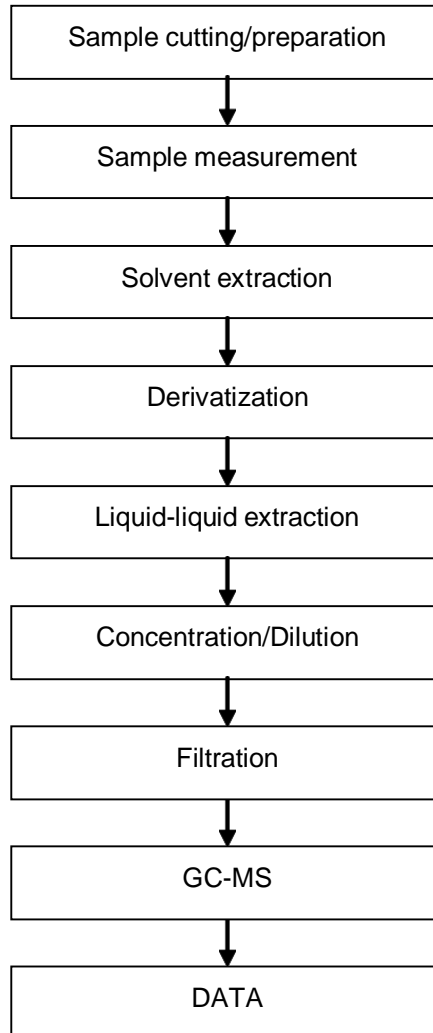 Sample cutting/preparation
Sample measurement
Solvent extraction
Derivatization
Liquid-liquid extraction
Concentration/Dilution
Filtration
GC-MS
DATA